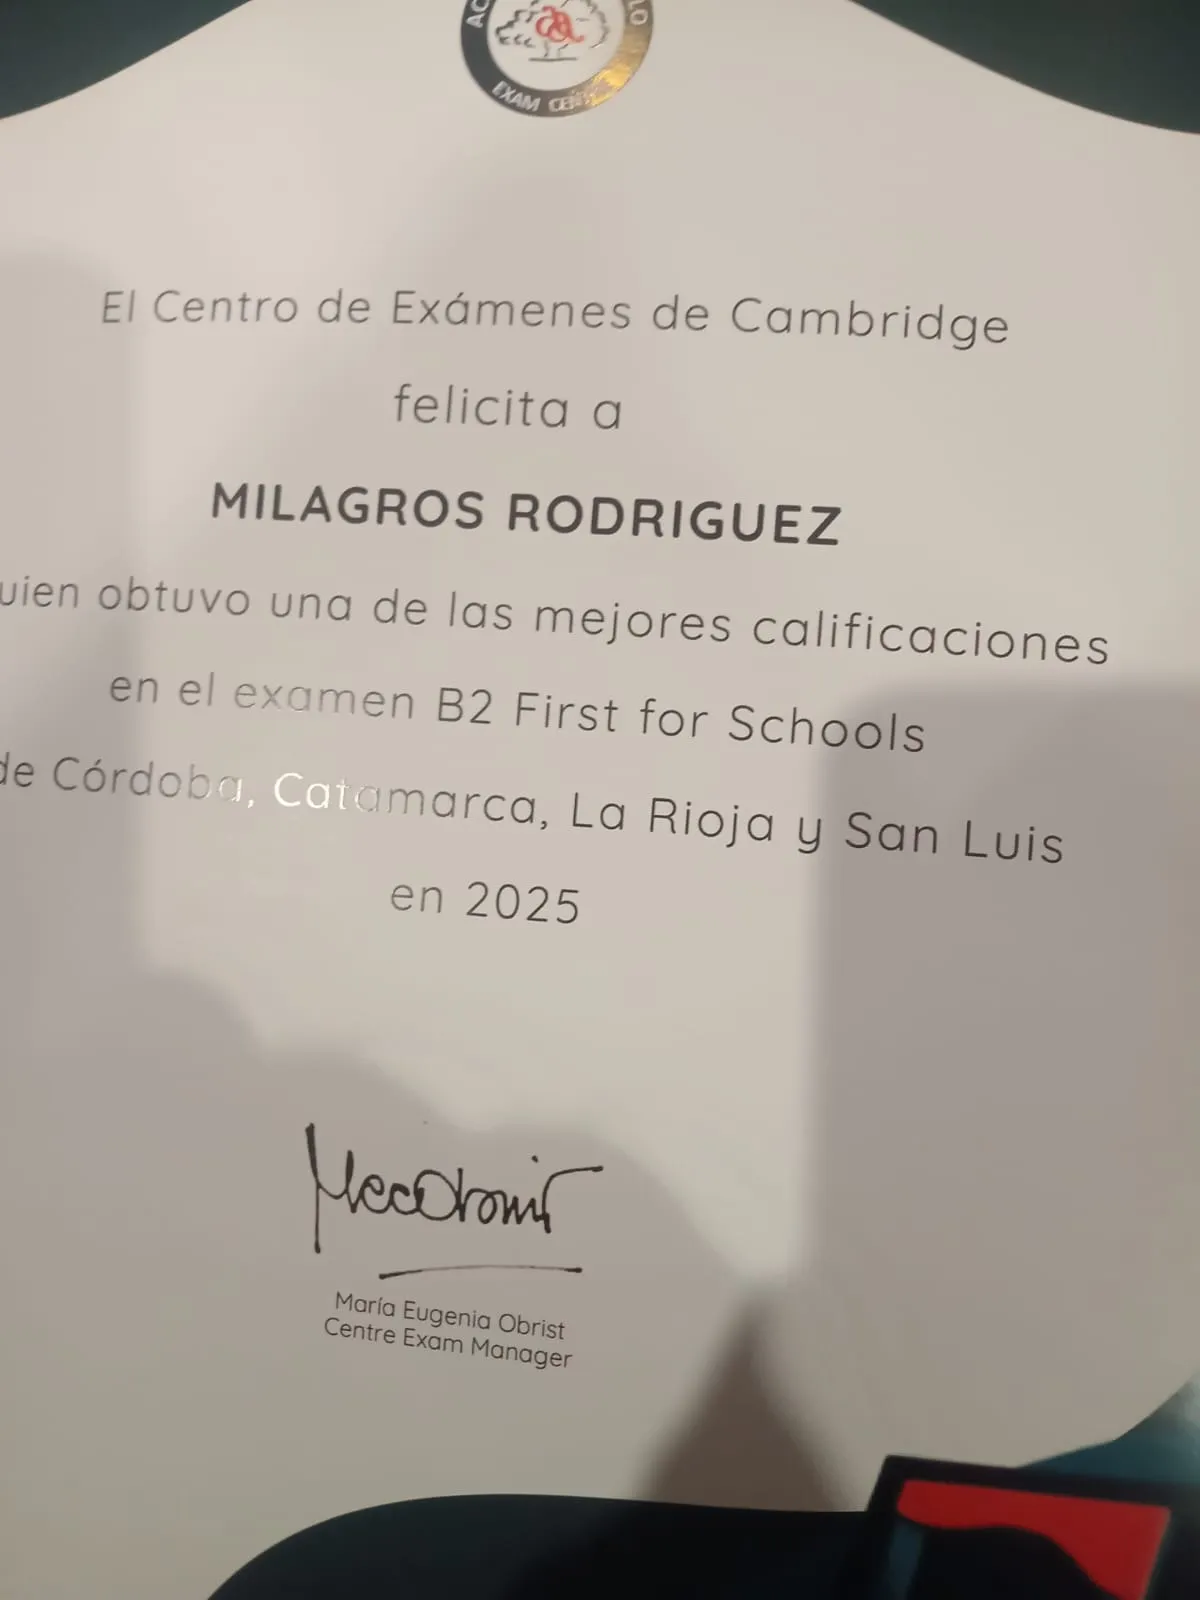 EXAM CENTRE
El Centro de Exámenes de Cambridge
felicita a
MILAGROS RODRIGUEZ
uien obtuvo una de las mejores calificaciones
en el examen B2 First for Schools
de Córdoba, Catamarca, La Rioja y San Luis
en 2025
María Eugenia Obrist
Centre Exam Manager